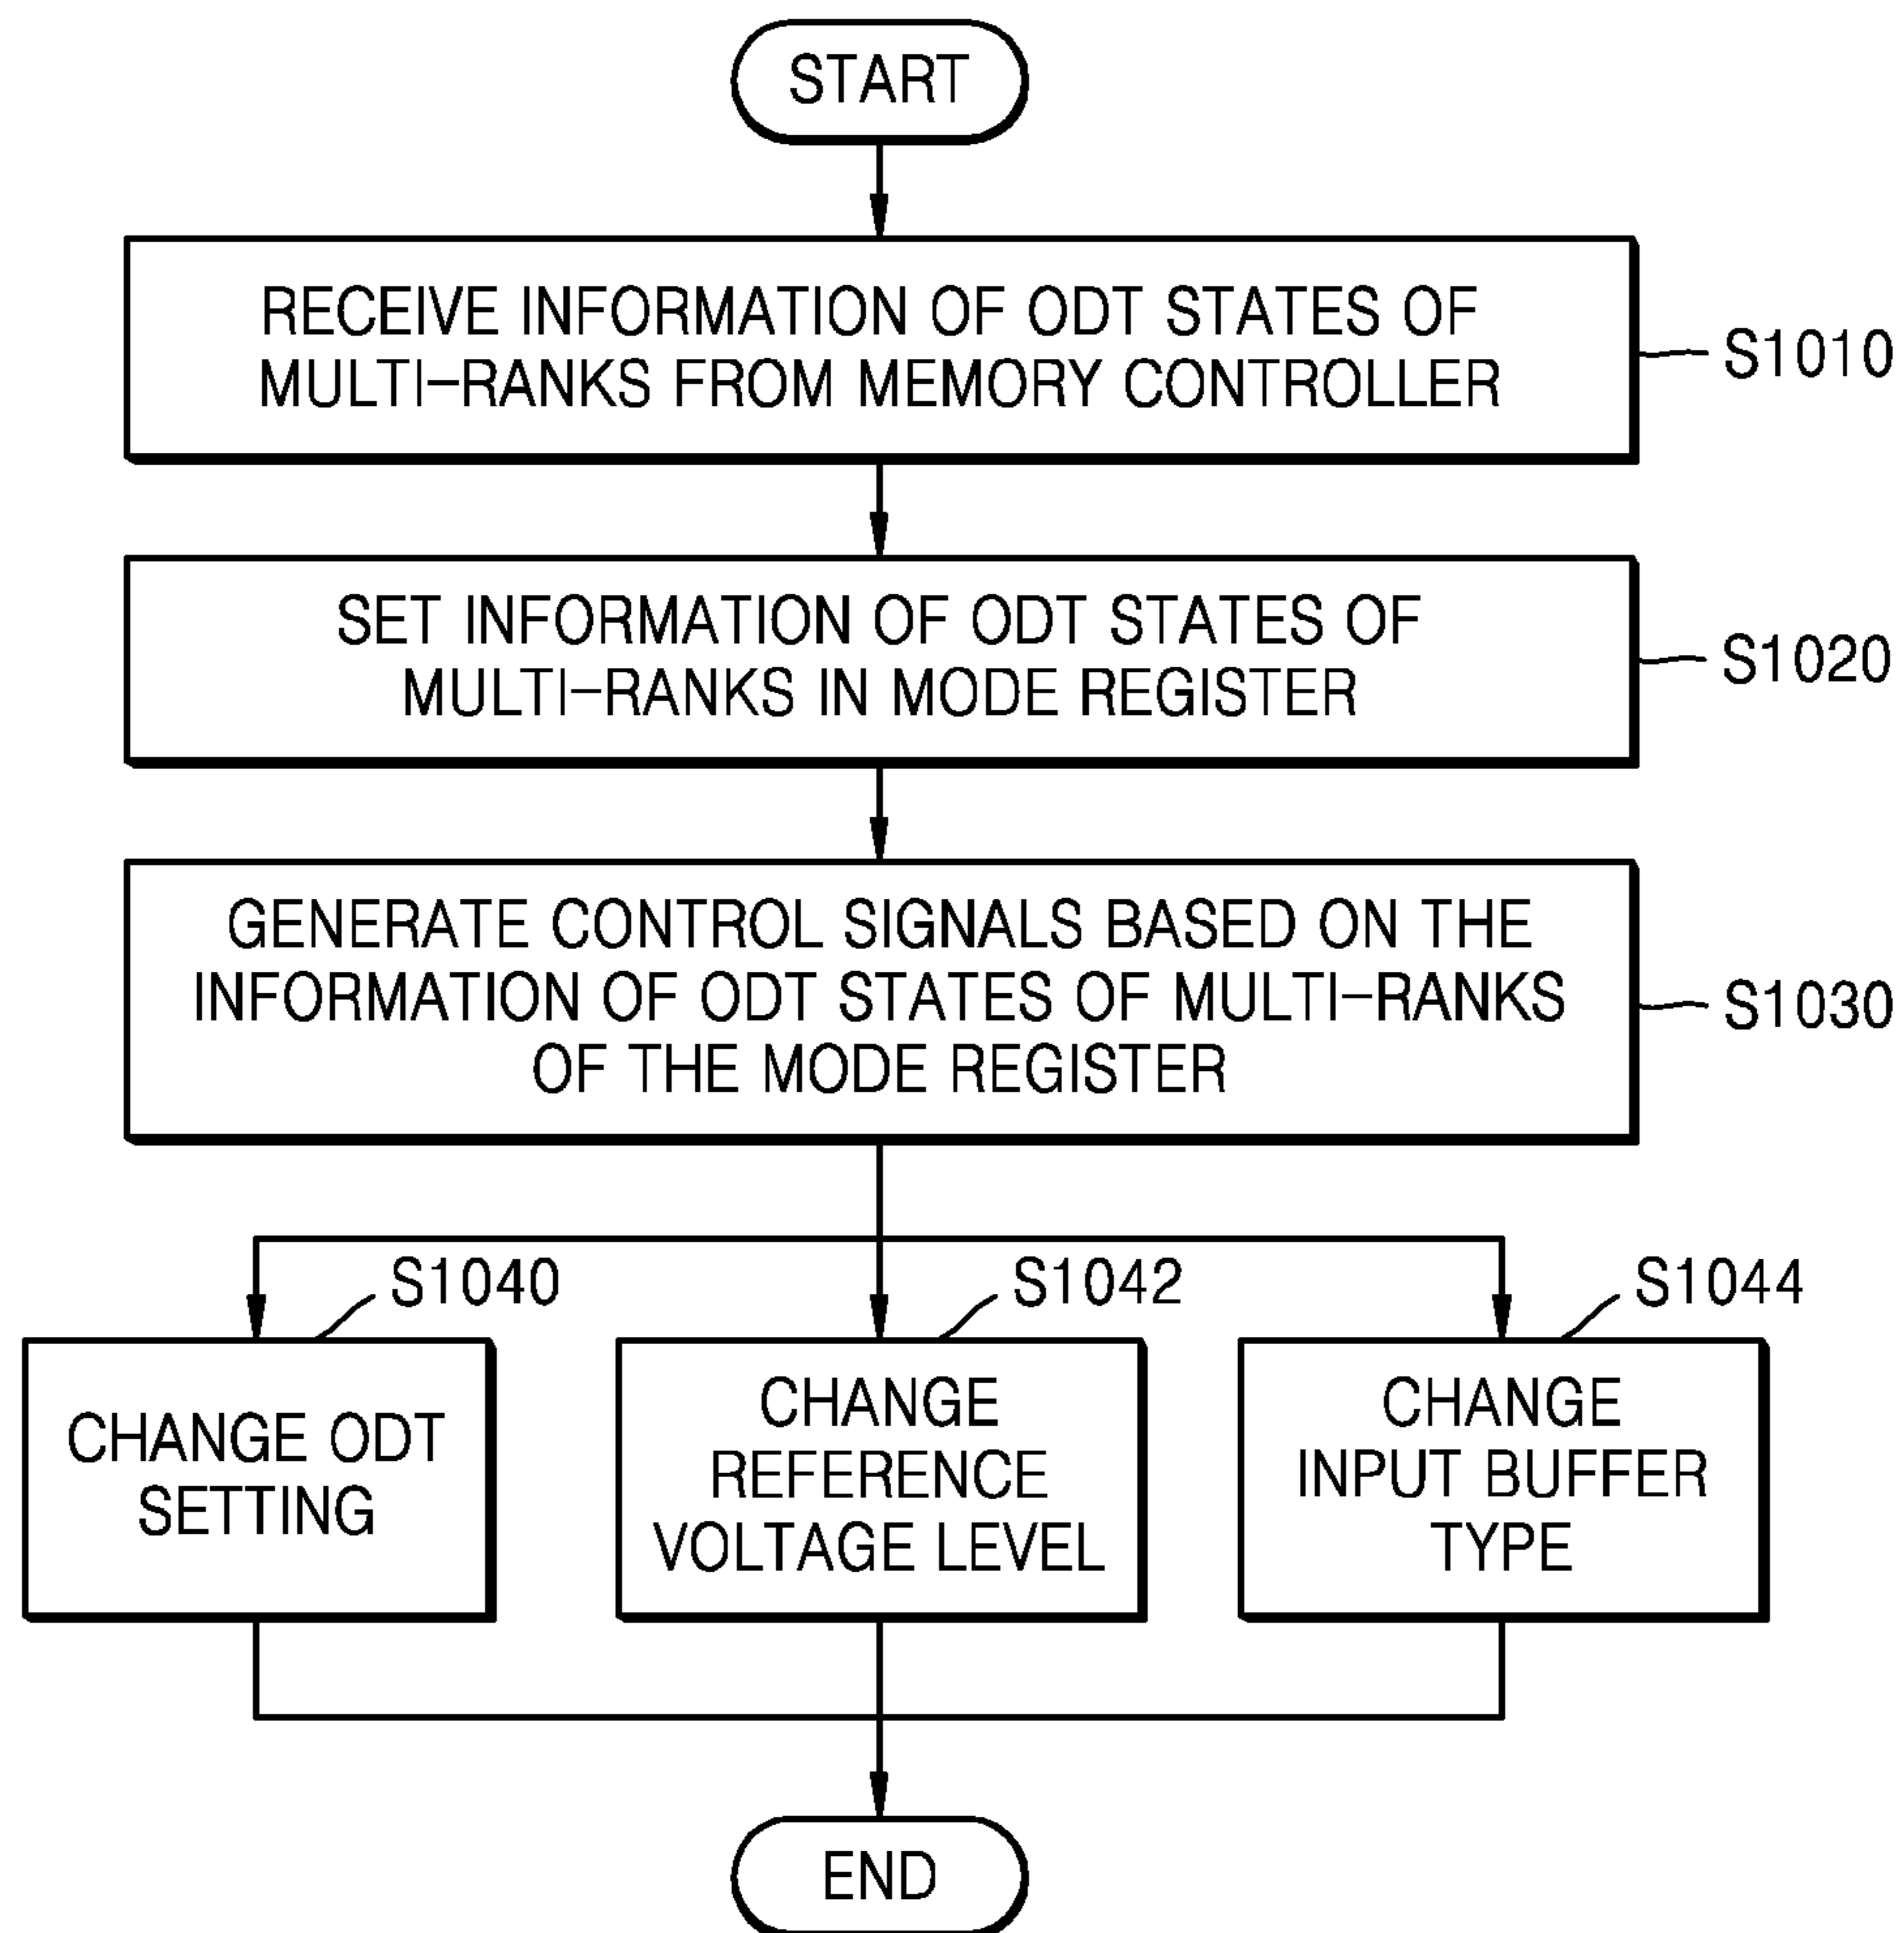 START
RECEIVE INFORMATION OF ODT STATES OF
MULTI-RANKS FROM MEMORY CONTROLLER
S1010
SET INFORMATION OF ODT STATES OF
MULTI-RANKS IN MODE REGISTER
S1020
GENERATE CONTROL SIGNALS BASED ON THE
INFORMATION OF ODT STATES OF MULTI-RANKS
OF THE MODE REGISTER
S1030
S1040
CHANGE ODT
SETTING
S1042
CHANGE
REFERENCE
VOLTAGE LEVEL
S1044
CHANGE
INPUT BUFFER
TYPE
END